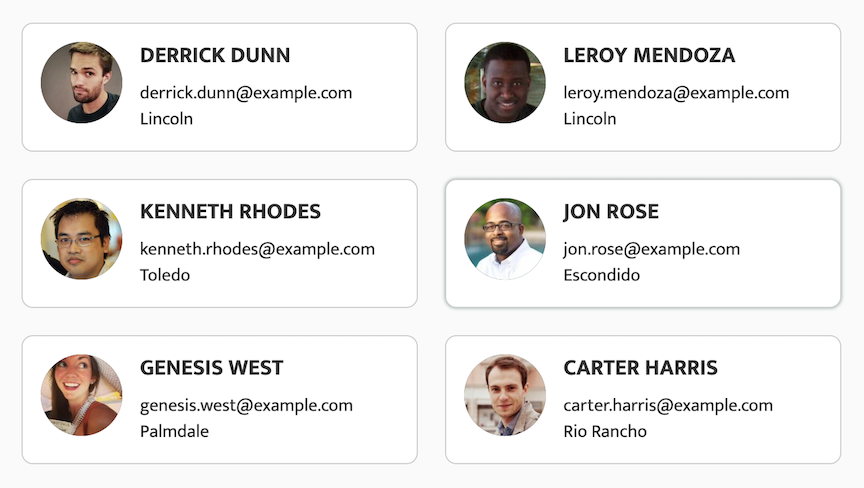 DERRICK DUNN
derrick.dunn@example.com
Lincoln
LEROY MENDOZA
leroy.mendoza@example.com
Lincoln
KENNETH RHODES
kenneth.rhodes@example.com
Toledo
JON ROSE
jon.rose@example.com
Escondido
GENESIS WEST
genesis.west@example.com
Palmdale
CARTER HARRIS
carter.harris@example.com
Rio Rancho